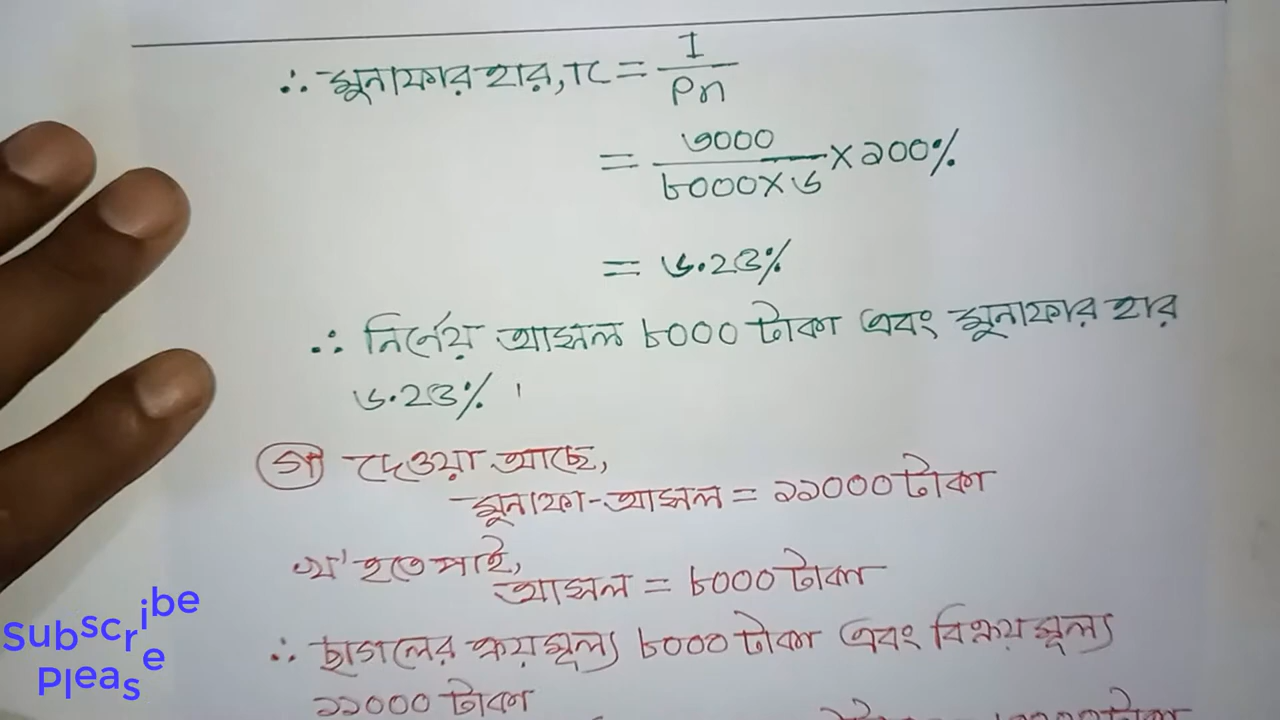 ∴ মুনাফার হার, r = I/Pn
= ৩০০০/৮০০০×৬ × ১০০%
= ৬.২৫%
∴ নির্ণেয় আসল ৮০০০ টাকা এবং মুনাফার হার
৬.২৫% ।
গ দেওয়া আছে,
মুনাফা-আসল = ১১০০০ টাকা
'খ' হতে পাই,
আসল = ৮০০০ টাকা
∴ ছাগলের ক্রয়মূল্য ৮০০০ টাকা এবং বিক্রয়মূল্য
১১০০০ টাকা
Subscribe
Please